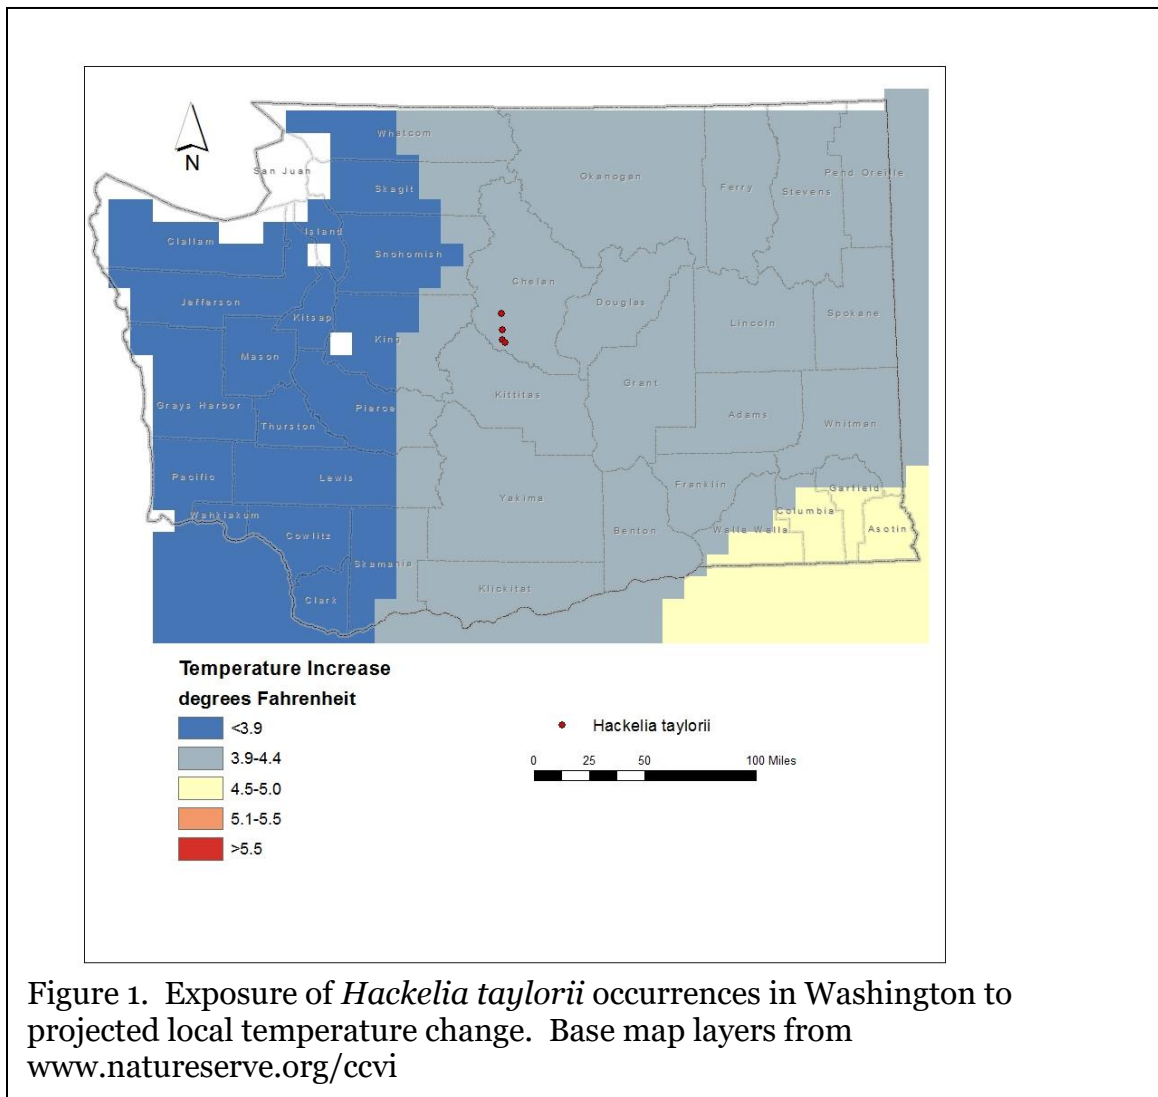 N
Whatcom
San Juan
Okanogan
Ferry
Stevens
Pend Oreille
Skagit
Island
Clallam
Snohomish
Chelan
Jefferson
Douglas
Spokane
Lincoln
Kitsap
King
Mason
Grant
Kittitas
Grays Harbor
Pierce
Adams
Whitman
Thurston
Pacific
Lewis
Franklin
Garfield
Yakima
Wahkiakum
Columbia
Cowlitz
Benton
Walla Walla
Asotin
Skamania
Klickitat
Clark
Temperature Increase
degrees Fahrenheit
<3.9
3.9-4.4
4.5-5.0
5.1-5.5
>5.5
Hackelia taylorii
0 25 50 100 Miles
Figure 1. Exposure of Hackelia taylorii occurrences in Washington to
projected local temperature change. Base map layers from
www.natureserve.org/ccvi